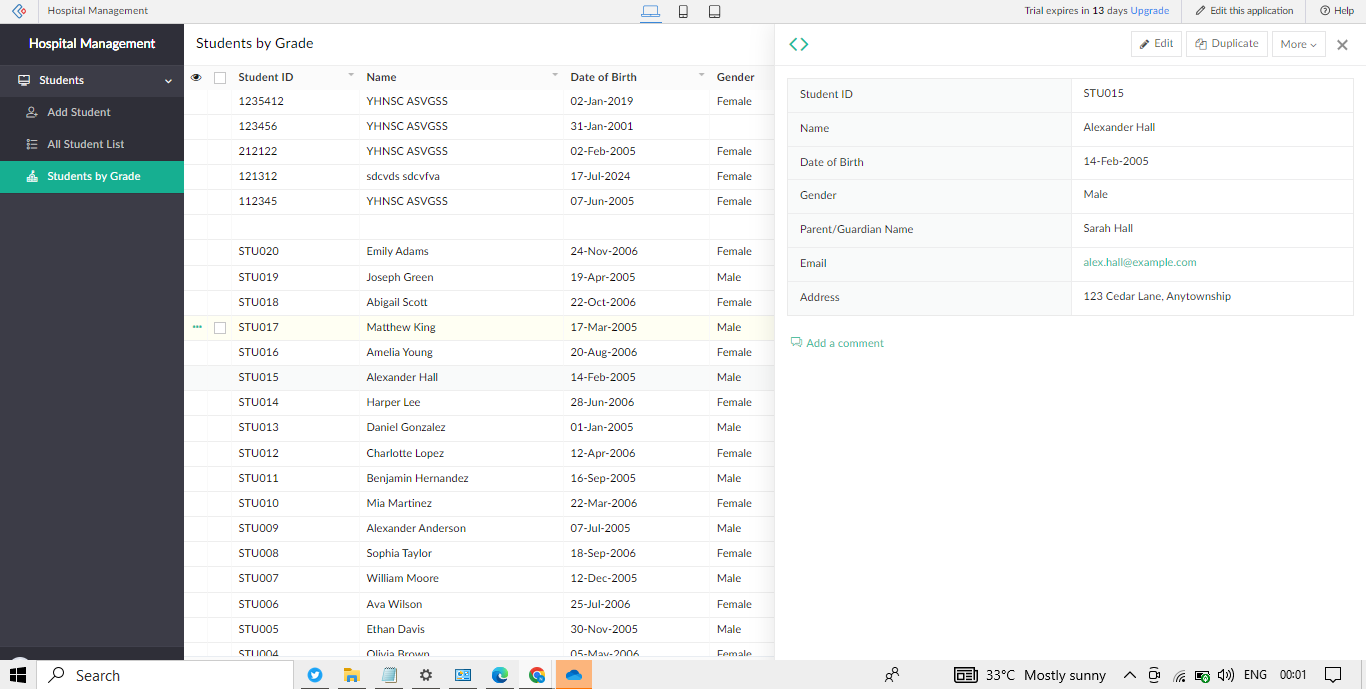 Hospital Management
Trial expires in 13 days Upgrade
Edit this application
Help
Hospital Management
Students
Add Student
All Student List
Students by Grade
Students by Grade
Student ID Name Date of Birth Gender
1235412 YHNSC ASVGSS 02-Jan-2019 Female
123456 YHNSC ASVGSS 31-Jan-2001
212122 YHNSC ASVGSS 02-Feb-2005 Female
121312 sdcvds sdcvfva 17-Jul-2024 Female
112345 YHNSC ASVGSS 07-Jun-2005 Female
STU020 Emily Adams 24-Nov-2006 Female
STU019 Joseph Green 19-Apr-2005 Male
STU018 Abigail Scott 22-Oct-2006 Female
STU017 Matthew King 17-Mar-2005 Male
STU016 Amelia Young 20-Aug-2006 Female
STU015 Alexander Hall 14-Feb-2005 Male
STU014 Harper Lee 28-Jun-2006 Female
STU013 Daniel Gonzalez 01-Jan-2005 Male
STU012 Charlotte Lopez 12-Apr-2006 Female
STU011 Benjamin Hernandez 16-Sep-2005 Male
STU010 Mia Martinez 22-Mar-2006 Female
STU009 Alexander Anderson 07-Jul-2005 Male
STU008 Sophia Taylor 18-Sep-2006 Female
STU007 William Moore 12-Dec-2005 Male
STU006 Ava Wilson 25-Jul-2006 Female
STU005 Ethan Davis 30-Nov-2005 Male
STU004 Olivia Brown 05-May-2006 Female
Edit
Duplicate
More
Student ID STU015
Name Alexander Hall
Date of Birth 14-Feb-2005
Gender Male
Parent/Guardian Name Sarah Hall
Email alex.hall@example.com
Address 123 Cedar Lane, Anytownship
Add a comment
Search
33°C Mostly sunny
ENG
00:01